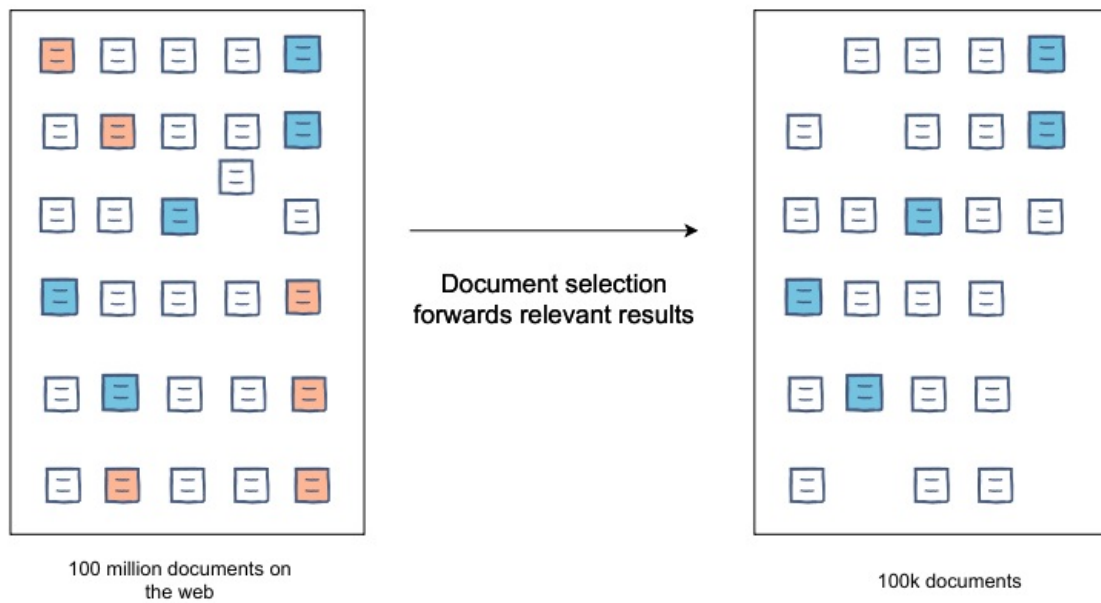 Document selection
forwards relevant results
100 million documents on
the web
100k documents